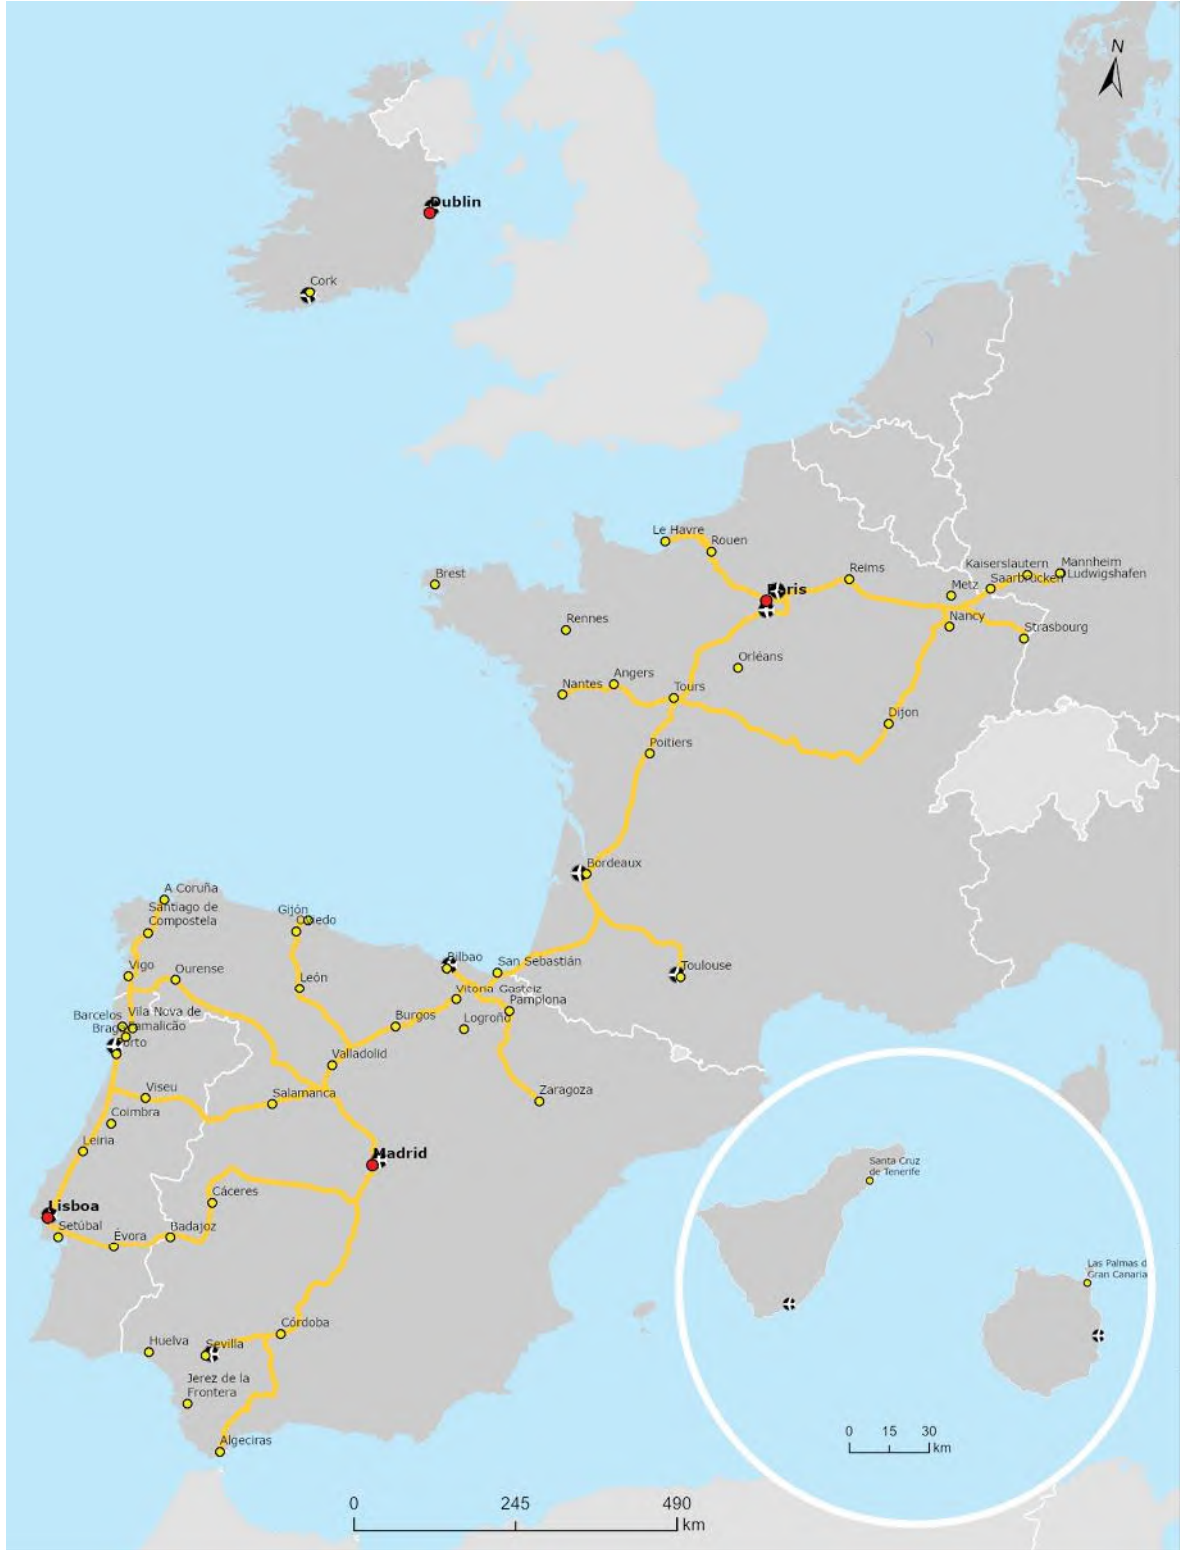 N
Dublin
Cork
Le Havre
Rouen
Brest
Paris
Reims
Kaiserslautern
Mannheim
Ludwigshafen
Metz
Saarbrücken
Rennes
Nancy
Strasbourg
Orléans
Nantes
Angers
Tours
Dijon
Poitiers
Bordeaux
A Coruña
Santiago de
Compostela
Gijón
Oviedo
Bilbao
San Sebastián
Toulouse
Vigo
Ourense
León
Vitoria Gasteiz
Pamplona
Barcelos
Vila Nova de
Famalicão
Braga
Burgos
Logroño
Porto
Valladolid
Viseu
Salamanca
Zaragoza
Coimbra
Leiria
Madrid
Lisboa
Cáceres
Setúbal
Évora
Badajoz
Santa Cruz
de Tenerife
Las Palmas d
Gran Canaria
Córdoba
Huelva
Sevilla
Jerez de la
Frontera
Algeciras
0 15 30
km
0 245 490
km